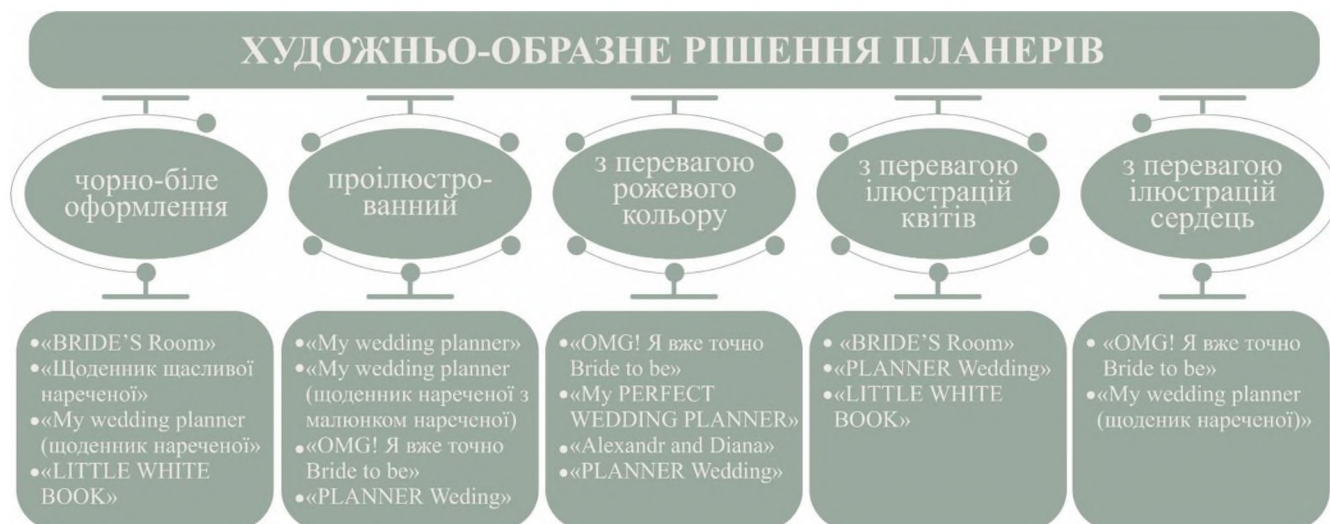 ХУДОЖНЬО-ОБРАЗНЕ РІШЕННЯ ПЛАНЕРІВ
чорно-біле
оформлення
проілюстро-
ванний
з перевагою
рожевого
кольору
з перевагою
ілюстрацій
квітів
з перевагою
ілюстрацій
сердець
•«BRIDE’S Room»
•«Щоденник щасливої
нареченої»
•«My wedding planner
(щоденник нареченої»
•«LITTLE WHITE
BOOK»
•«My wedding planner»
•«My wedding planner
(щоденник нареченої з
малюнком нареченої)
•«OMG! Я вже точно
Bride to be»
•«PLANNER Weding»
•«OMG! Я вже точно
Bride to be»
•«My PERFECT
WEDDING PLANNER»
•«Alexandr and Diana»
•«PLANNER Wedding»
• «BRIDE’S Room»
•«PLANNER Wedding»
•«LITTLE WHITE
BOOK»
• «OMG! Я вже точно
Bride to be»
•«My wedding planner
(щоденик нареченої)»